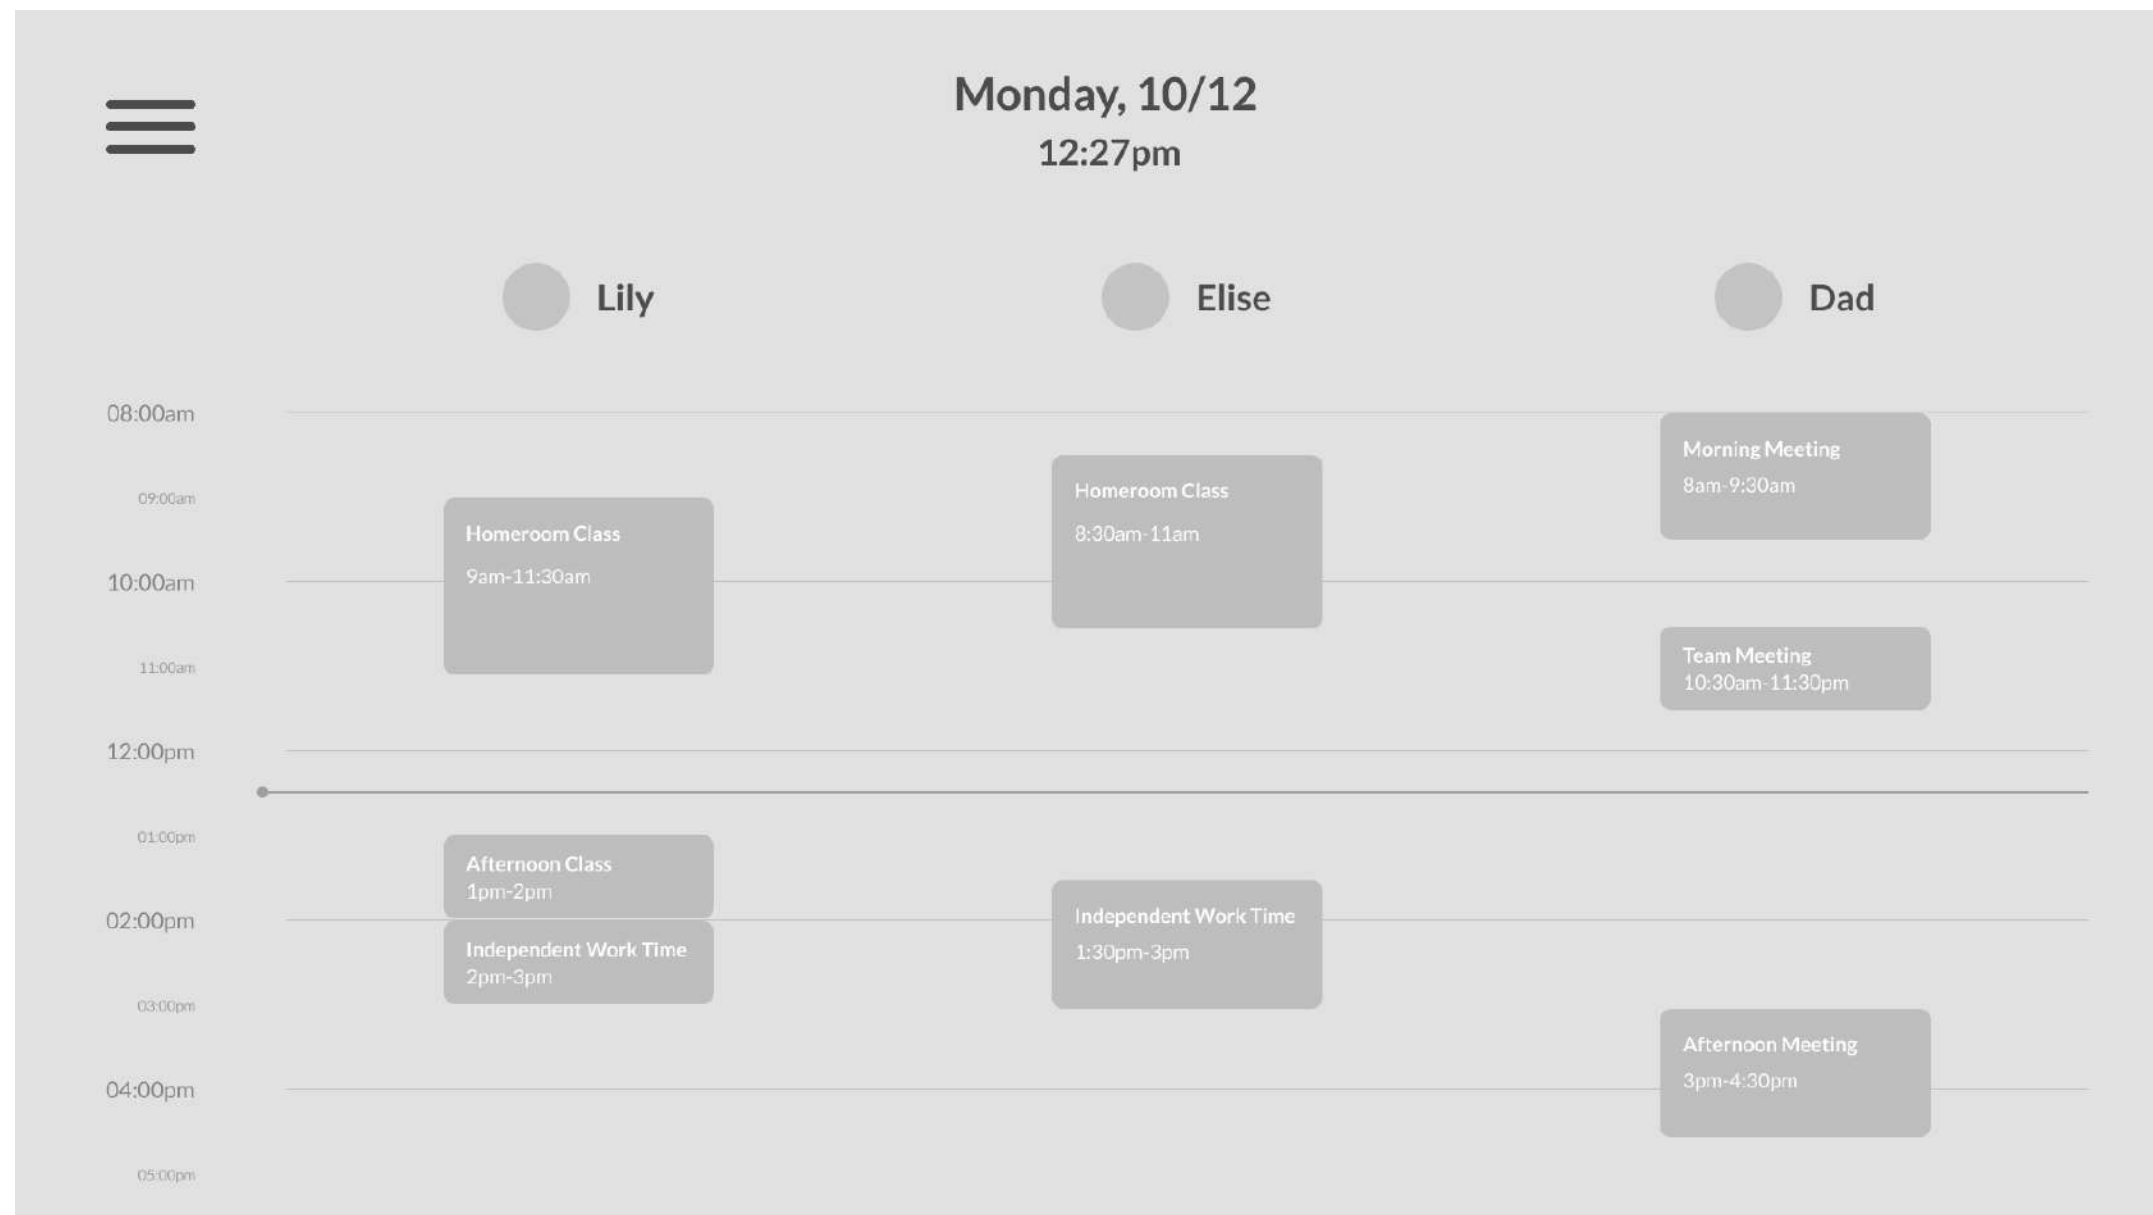 Monday, 10/12
12:27pm
Lily
Elise
Dad
08:00am
Morning Meeting
8am-9:30am
09:00am
Homeroom Class
8:30am-11am
Homeroom Class
9am-11:30am
10:00am
Team Meeting
10:30am-11:30pm
11:00am
12:00pm
01:00pm
Afternoon Class
1pm-2pm
02:00pm
Independent Work Time
1:30pm-3pm
Independent Work Time
2pm-3pm
03:00pm
Afternoon Meeting
3pm-4:30pm
04:00pm
05:00pm